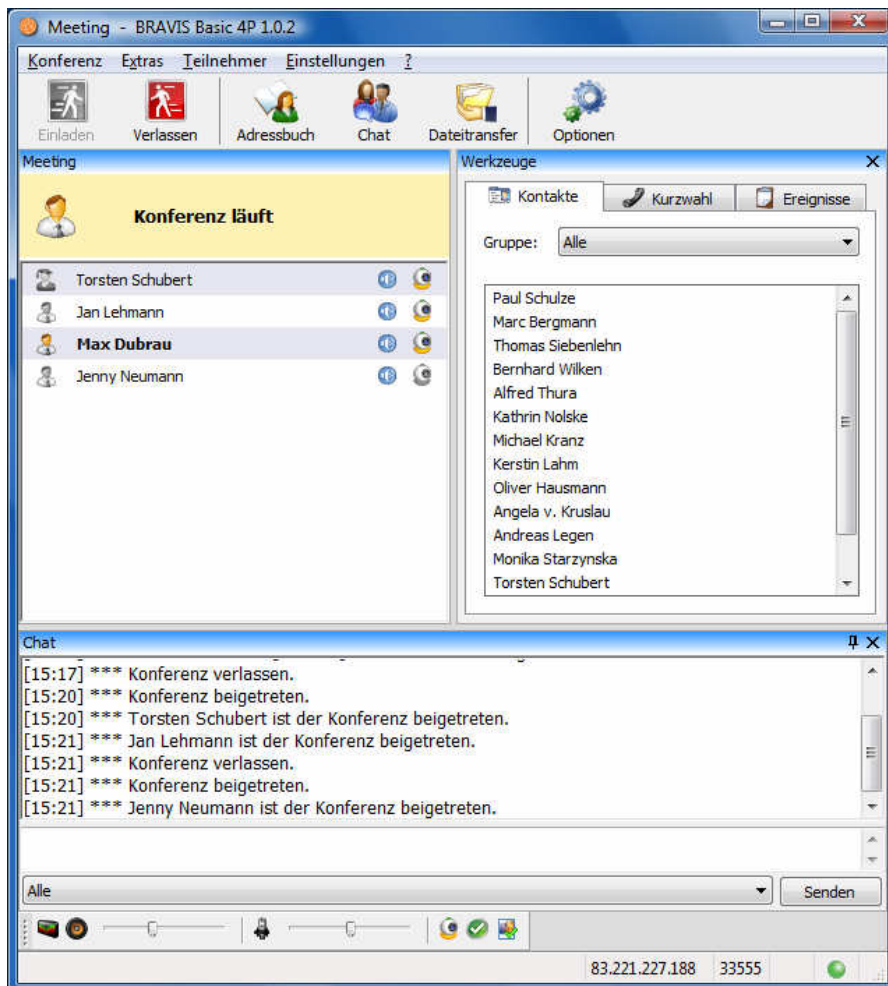 Meeting - BRAVIS Basic 4P 1.0.2
Konferenz Extras Teilnehmer Einstellungen ?
Einladen Verlassen Adressbuch Chat Dateitransfer Optionen
Meeting
Konferenz läuft
Torsten Schubert
Jan Lehmann
Max Dubrau
Jenny Neumann
Werkzeuge
Kontakte Kurzwahl Ereignisse
Gruppe: Alle
Paul Schulze
Marc Bergmann
Thomas Siebenlehn
Bernhard Wilken
Alfred Thura
Kathrin Nolske
Michael Kranz
Kerstin Lahm
Oliver Hausmann
Angela v. Kruslau
Andreas Legen
Monika Starzynska
Torsten Schubert
Chat
[15:17] *** Konferenz verlassen.
[15:20] *** Konferenz beigetreten.
[15:20] *** Torsten Schubert ist der Konferenz beigetreten.
[15:21] *** Jan Lehmann ist der Konferenz beigetreten.
[15:21] *** Konferenz verlassen.
[15:21] *** Konferenz beigetreten.
[15:21] *** Jenny Neumann ist der Konferenz beigetreten.
Alle Senden
83.221.227.188 33555